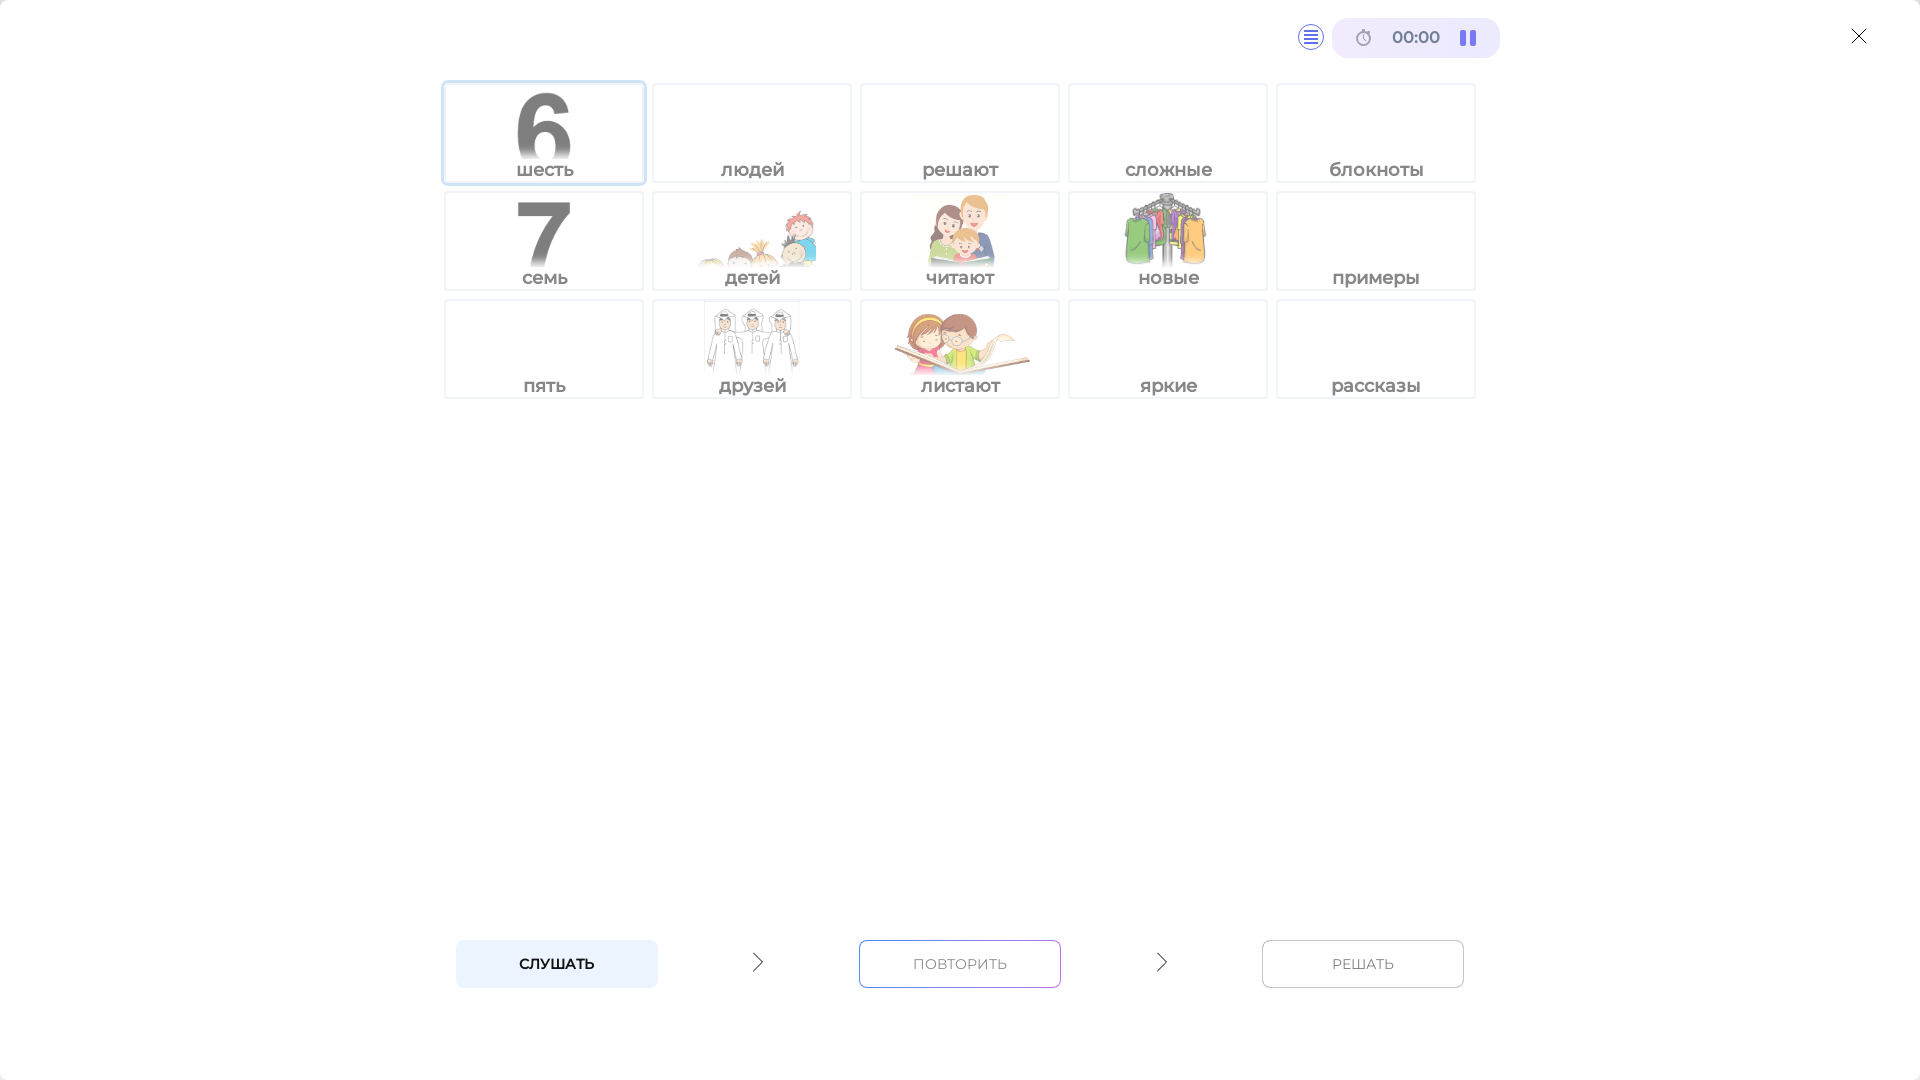 00:00
6
шесть
людей
решают
сложные
блокноты
7
семь
детей
читают
новые
примеры
пять
друзей
листают
яркие
рассказы
СЛУШАТЬ
ПОВТОРИТЬ
РЕШАТЬ